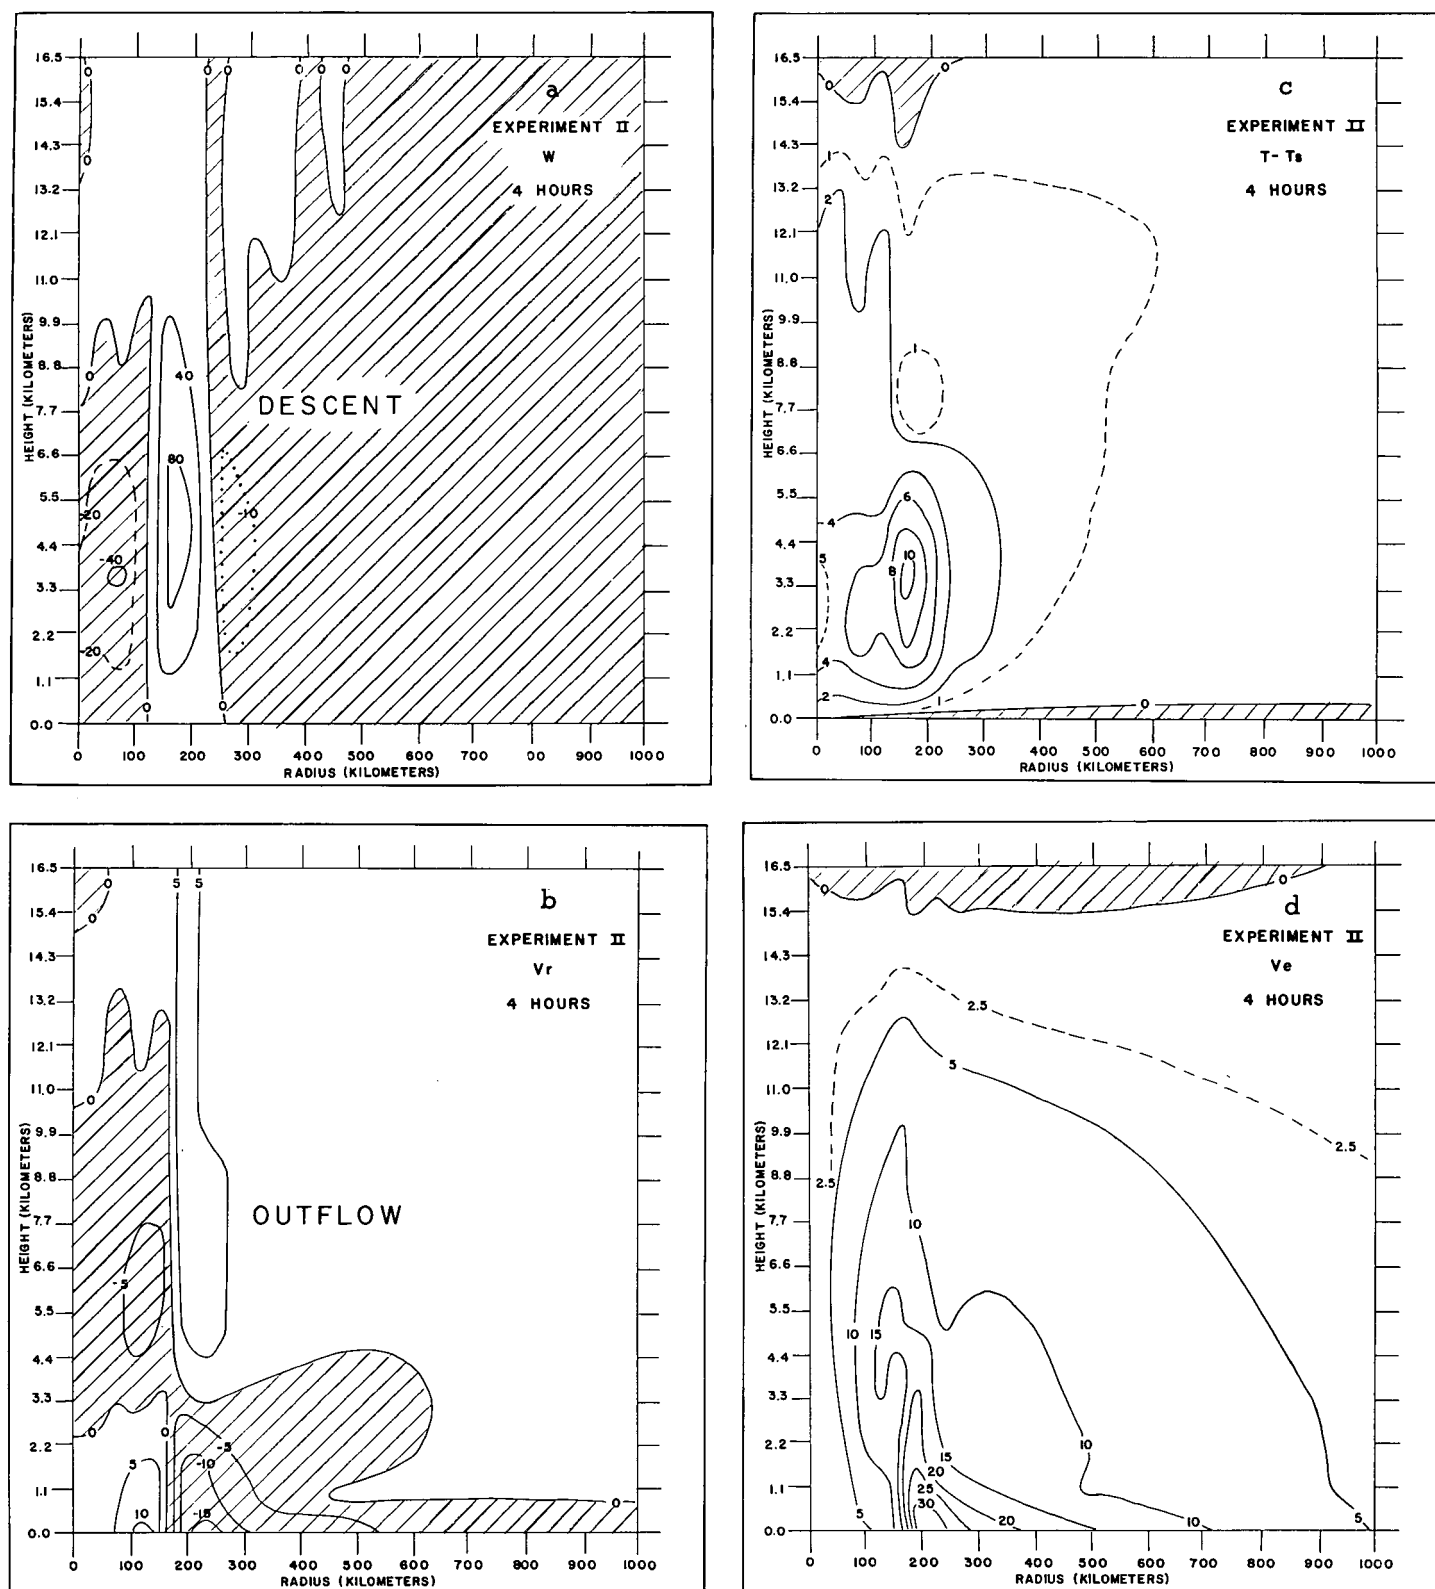 a
EXPERIMENT II
W
4 HOURS
DESCENT
0 0 0 0 0 0 0
0
0
40
80
-20
-10
-40
-20
0 0
16.5
15.4
14.3
13.2
12.1
11.0
9.9
8.8
7.7
6.6
5.5
4.4
3.3
2.2
1.1
0.0
HEIGHT (KILOMETERS)
0 100 200 300 400 500 600 700 800 900 1000
RADIUS (KILOMETERS)
c
EXPERIMENT II
T-Ts
4 HOURS
0 0
1
2
1
6
4
10
5 8
4
2 1 0
16.5
15.4
14.3
13.2
12.1
11.0
9.9
8.8
7.7
6.6
5.5
4.4
3.3
2.2
1.1
0.0
HEIGHT (KILOMETERS)
0 100 200 300 400 500 600 700 800 900 1000
RADIUS (KILOMETERS)
b
EXPERIMENT II
Vr
4 HOURS
OUTFLOW
0 5 5
0
0
-5
0 0 -5
5 -10
10 -15 0
16.5
15.4
14.3
13.2
12.1
11.0
9.9
8.8
7.7
6.6
5.5
4.4
3.3
2.2
1.1
0.0
HEIGHT (KILOMETERS)
0 100 200 300 400 500 600 700 800 900 1000
RADIUS (KILOMETERS)
d
EXPERIMENT II
Ve
4 HOURS
0 0
2.5
5
2.5
2.5
10
10 15
10
15
20
25
30
5 20 10 5
16.5
15.4
14.3
13.2
12.1
11.0
9.9
8.8
7.7
6.6
5.5
4.4
3.3
2.2
1.1
0.0
HEIGHT (KILOMETERS)
0 100 200 300 400 500 600 700 800 900 1000
RADIUS (KILOMETERS)